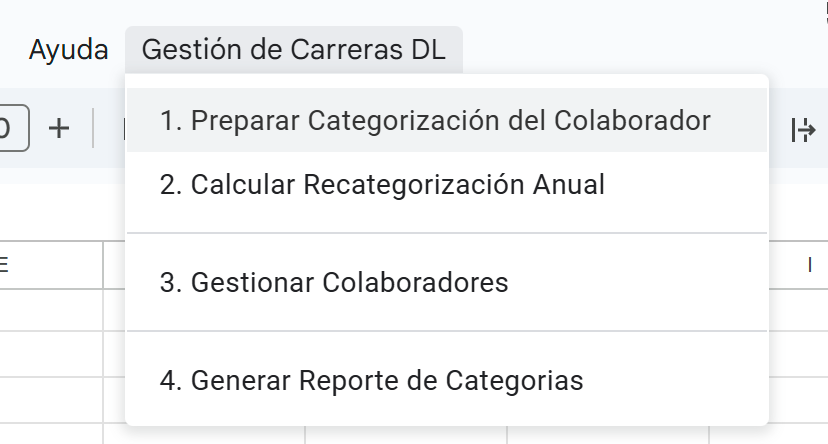 Ayuda Gestión de Carreras DL
1. Preparar Categorización del Colaborador
2. Calcular Recategorización Anual
3. Gestionar Colaboradores
4. Generar Reporte de Categorias
E
I